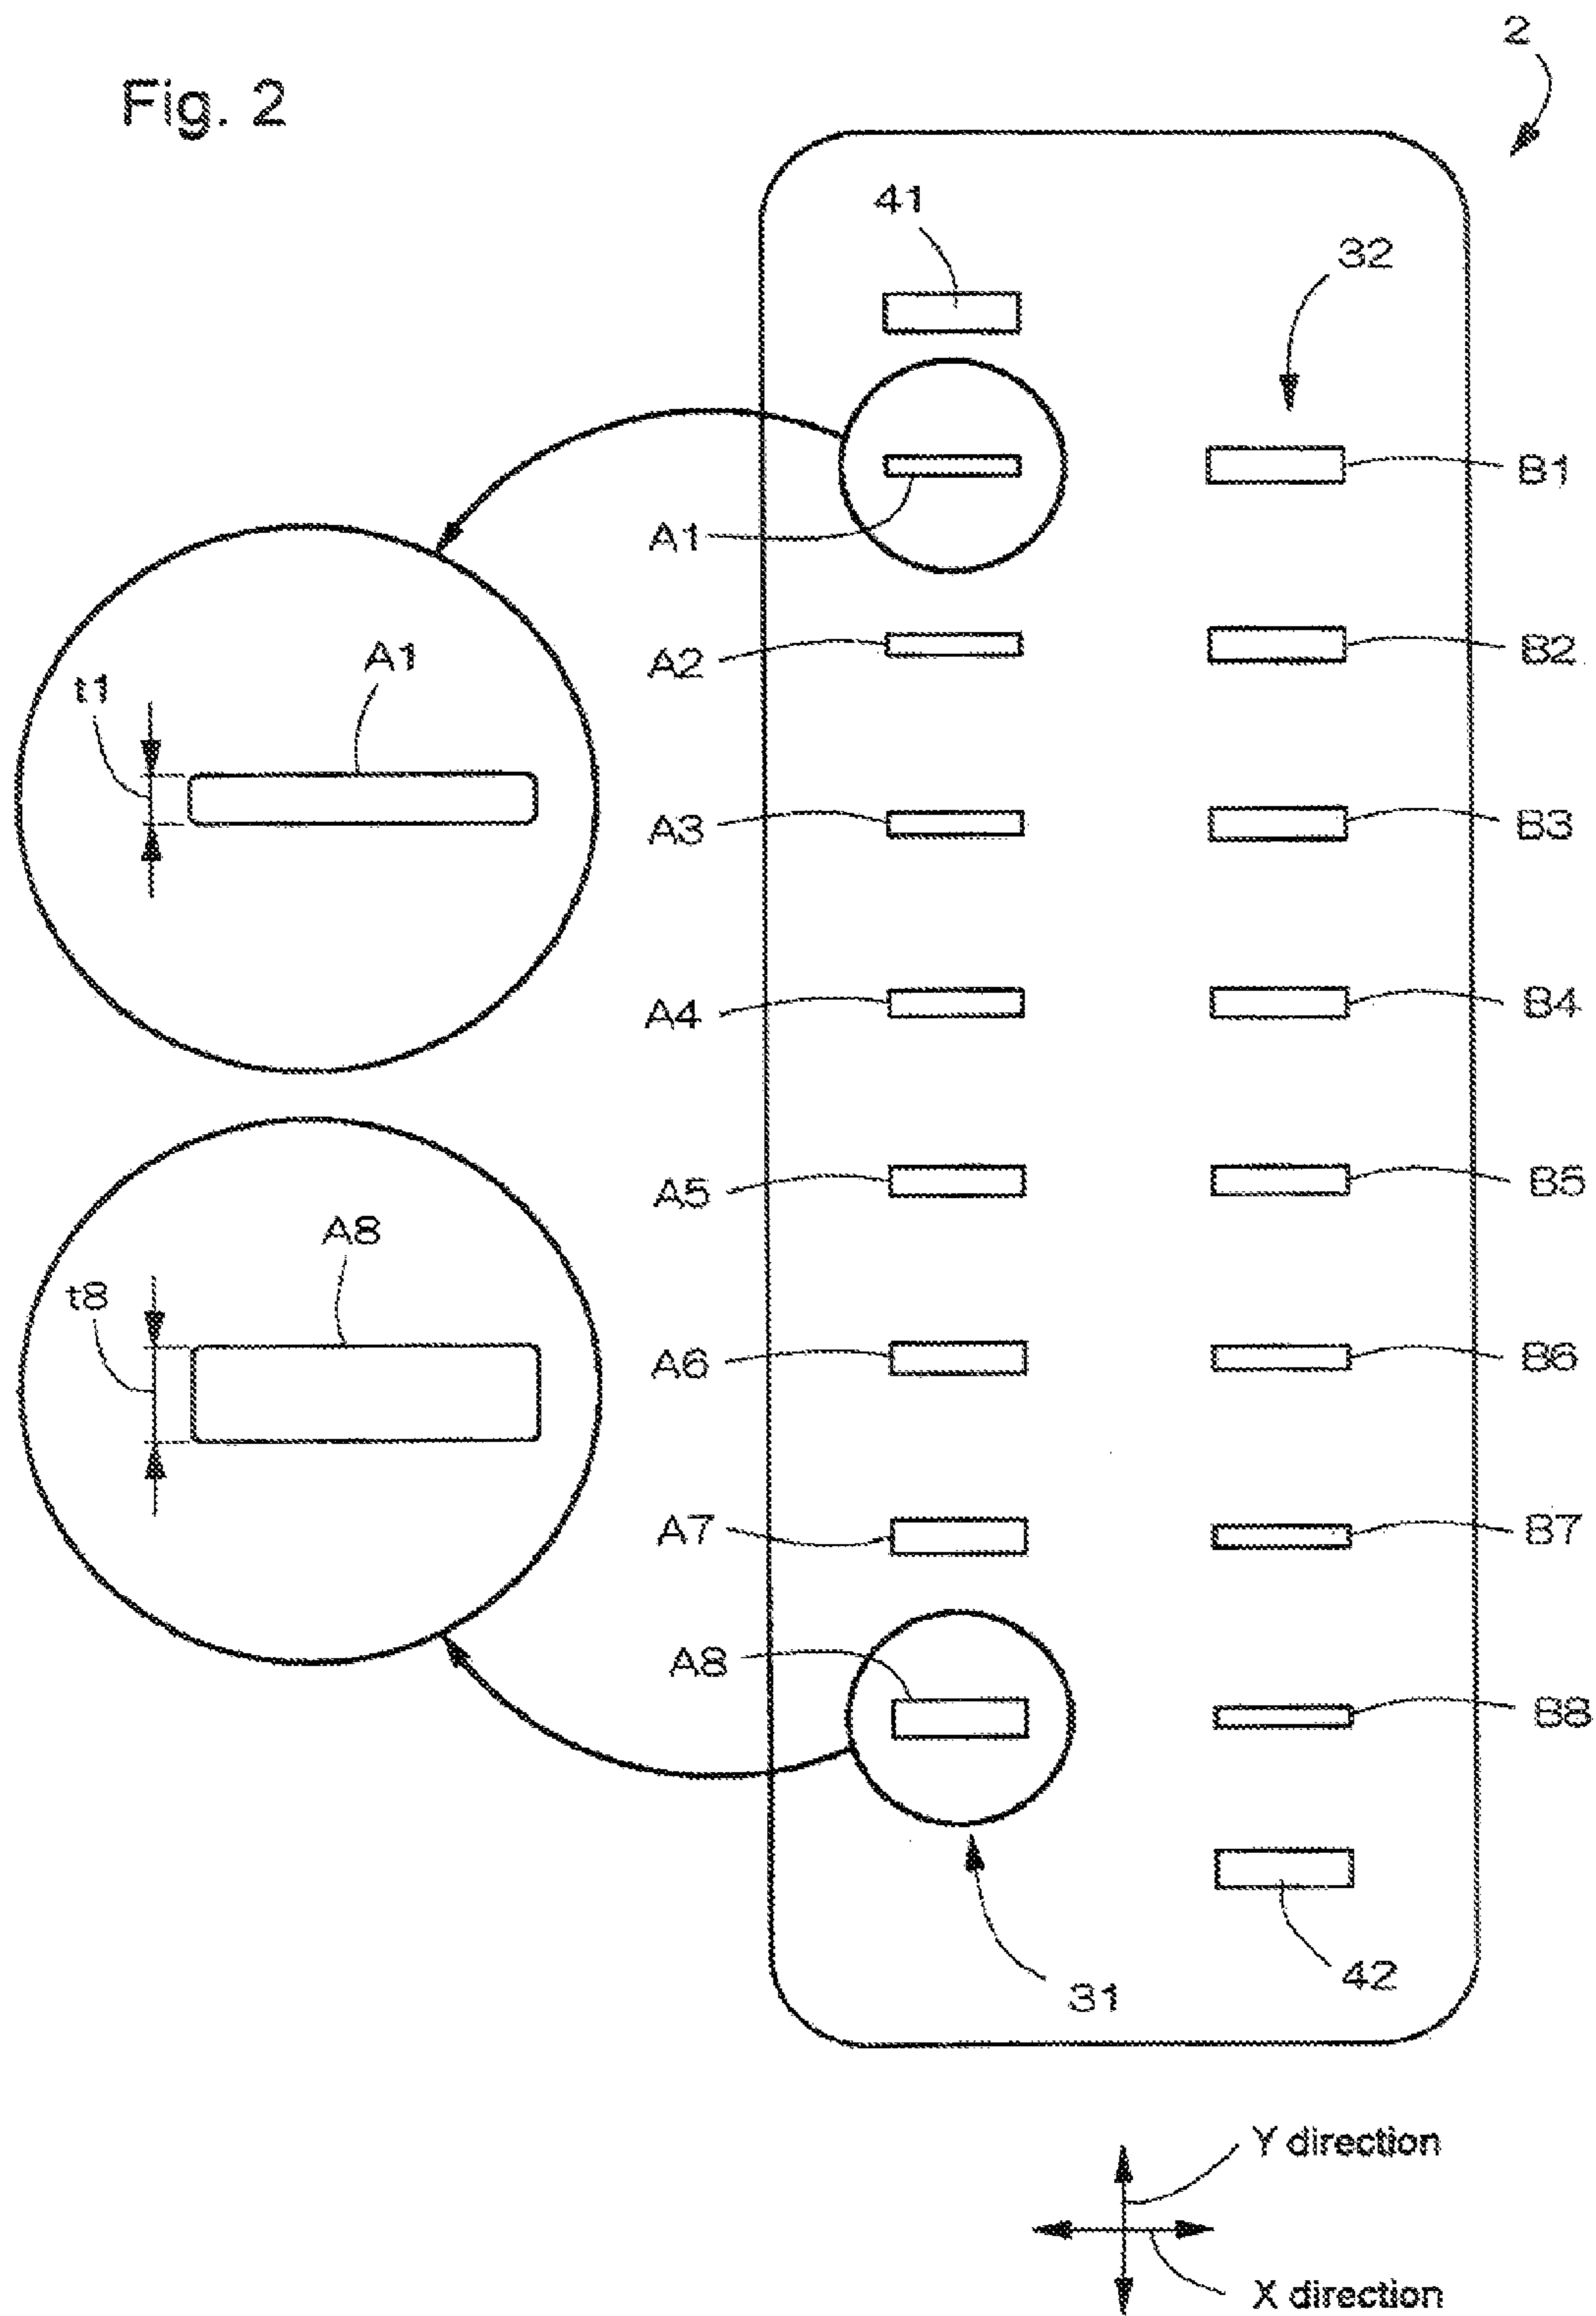 2
Fig. 2
41
32
B1
A1
A2
B2
A1
t1
A3
B3
A4
B4
A5
B5
A8
t8
A6
B6
A7
B7
A8
B8
42
31
Y direction
X direction